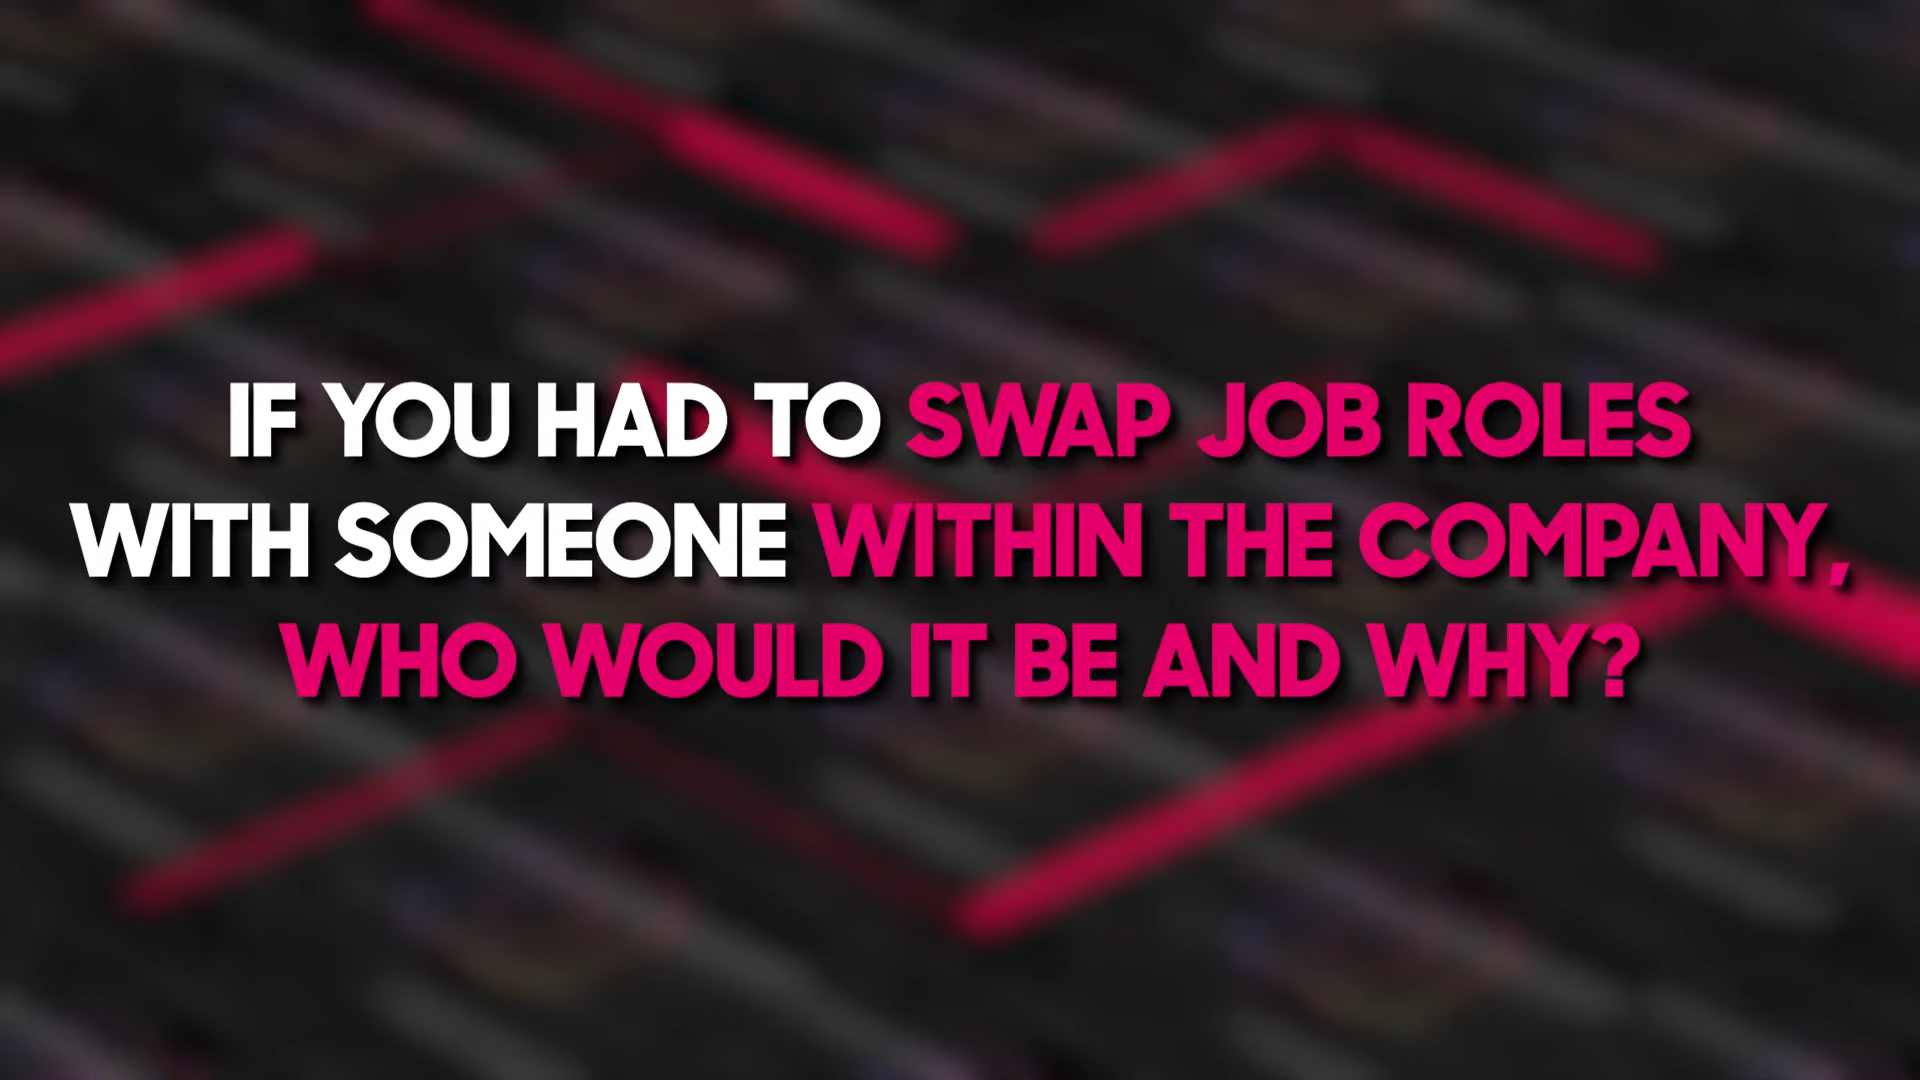 IF YOU HAD TO SWAP JOB ROLES
WITH SOMEONE WITHIN THE COMPANY,
WHO WOULD IT BE AND WHY?